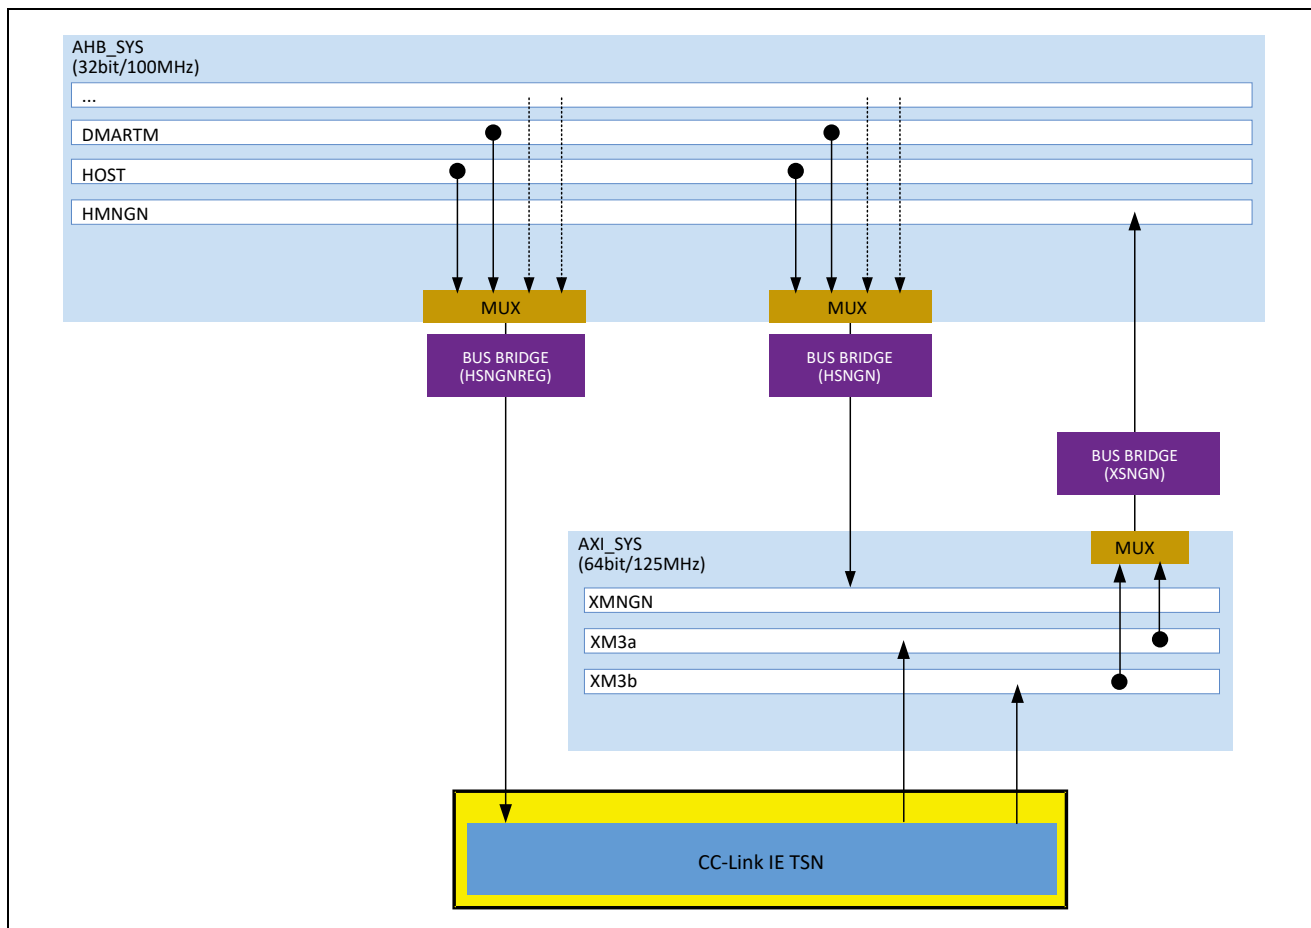 AHB_SYS
(32bit/100MHz)
...
DMARTM
HOST
HMNGN
MUX
MUX
BUS BRIDGE
(HSNGNREG)
BUS BRIDGE
(HSNGN)
BUS BRIDGE
(XSNGN)
AXI_SYS
(64bit/125MHz)
MUX
XMNGN
XM3a
XM3b
CC-Link IE TSN